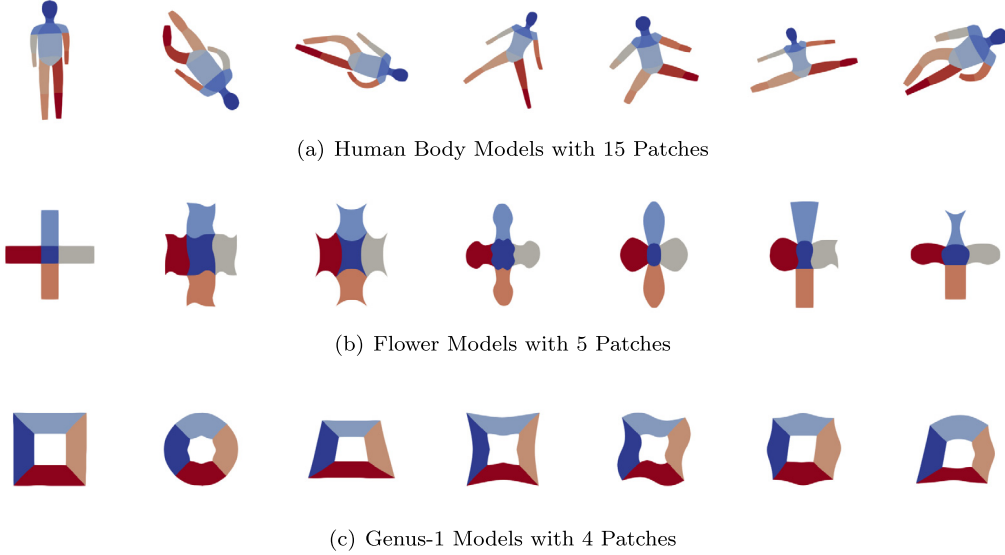 (a) Human Body Models with 15 Patches
(b) Flower Models with 5 Patches
(c) Genus-1 Models with 4 Patches